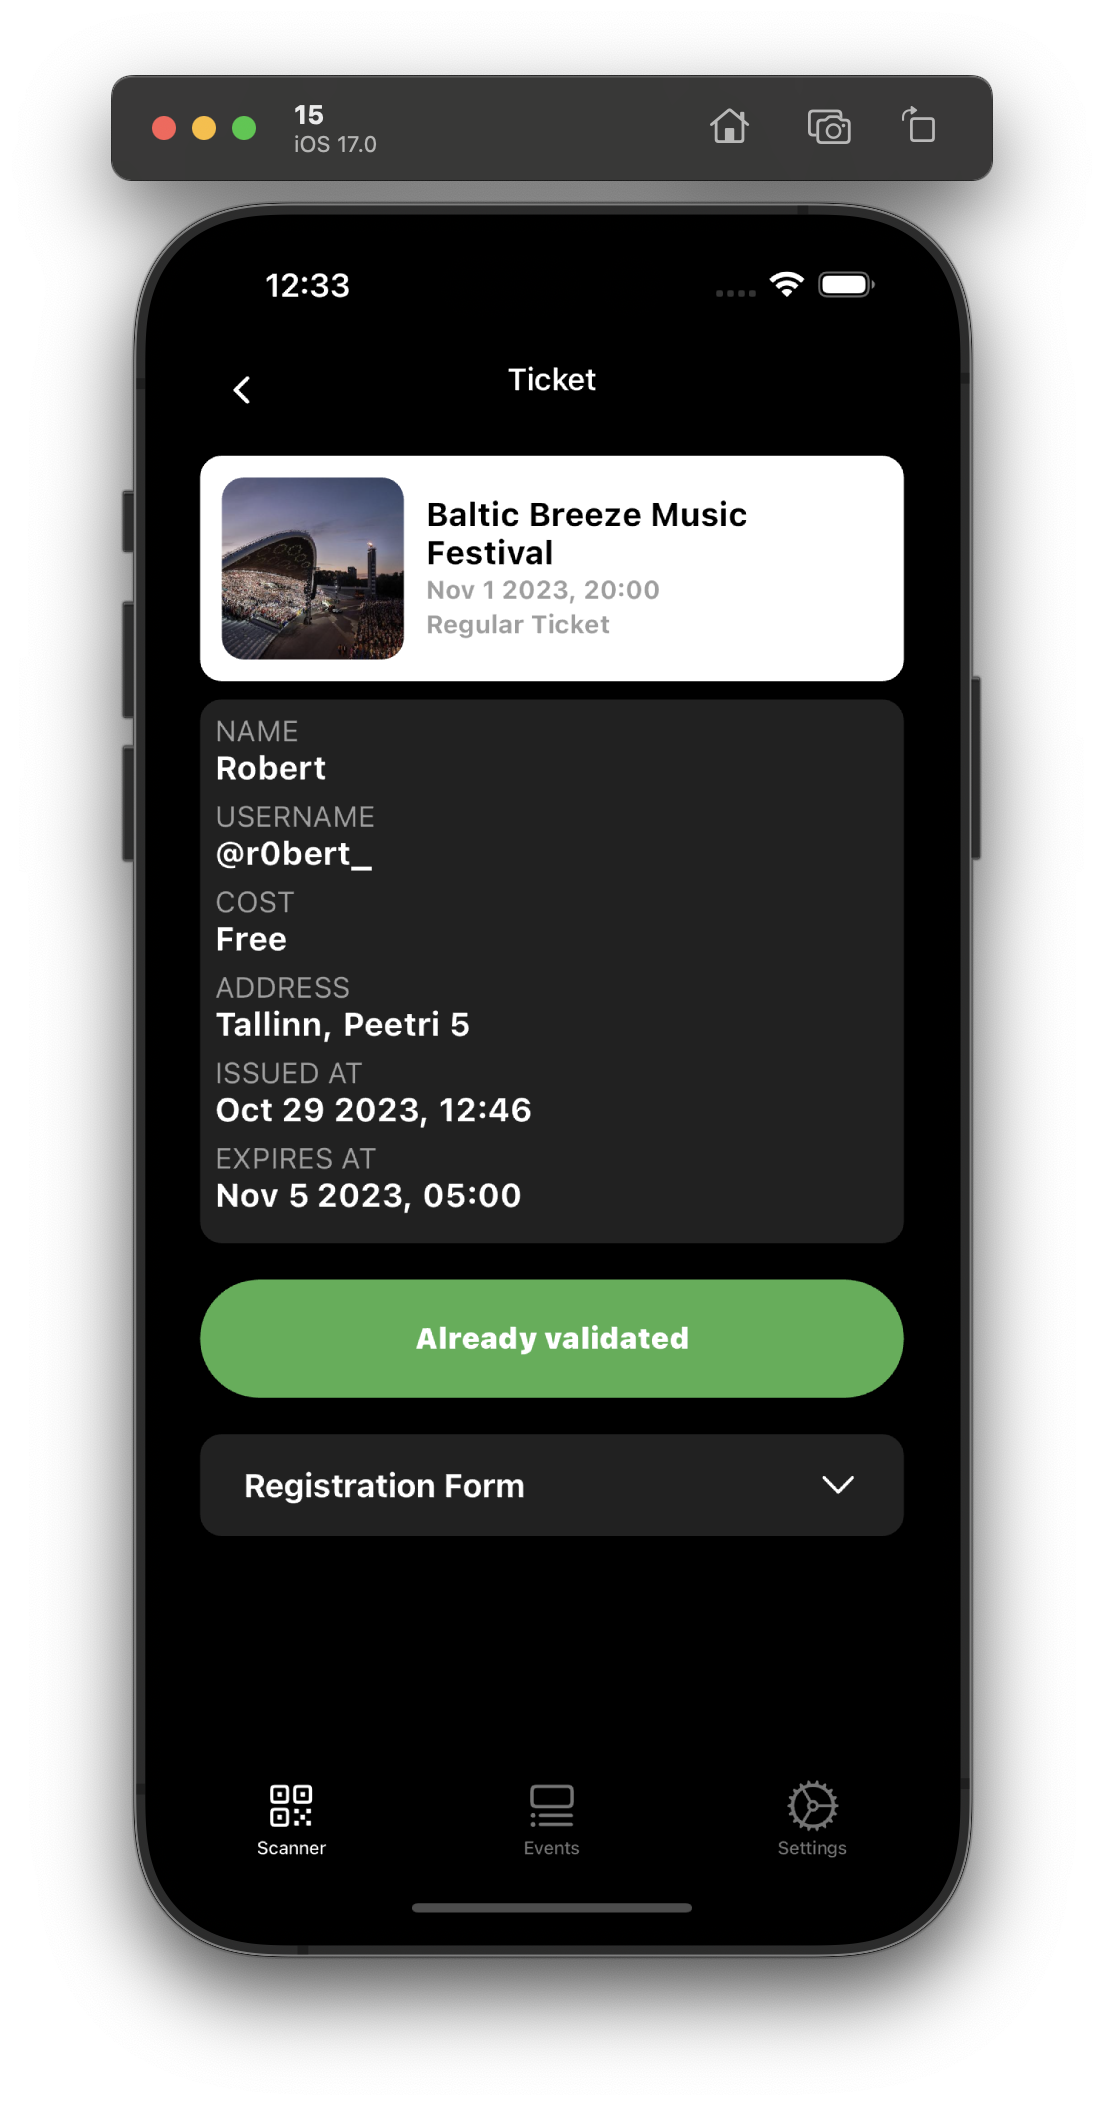 15
iOS 17.0
12:33
Ticket
Baltic Breeze Music
Festival
Nov 1 2023, 20:00
Regular Ticket
NAME
Robert
USERNAME
@r0bert_
COST
Free
ADDRESS
Tallinn, Peetri 5
ISSUED AT
Oct 29 2023, 12:46
EXPIRES AT
Nov 5 2023, 05:00
Already validated
Registration Form
Scanner
Events
Settings